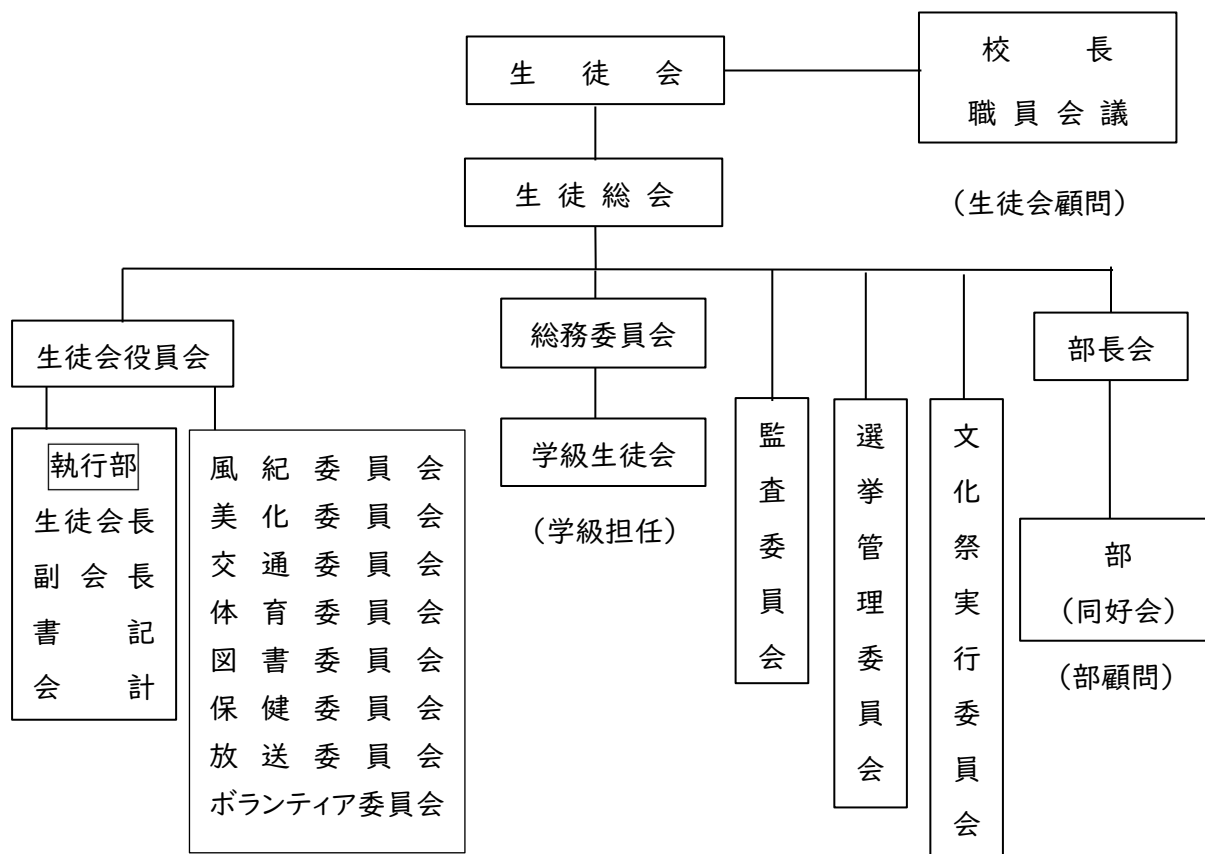 生徒会
校長
職員会議
(生徒会顧問)
生徒総会
生徒会役員会
執行部
生徒会長
副会長
書記
会計
風紀委員会
美化委員会
交通委員会
体育委員会
図書委員会
保健委員会
放送委員会
ボランティア委員会
総務委員会
学級生徒会
(学級担任)
監査委員会
選挙管理委員会
文化祭実行委員会
部長会
部
(同好会)
(部顧問)